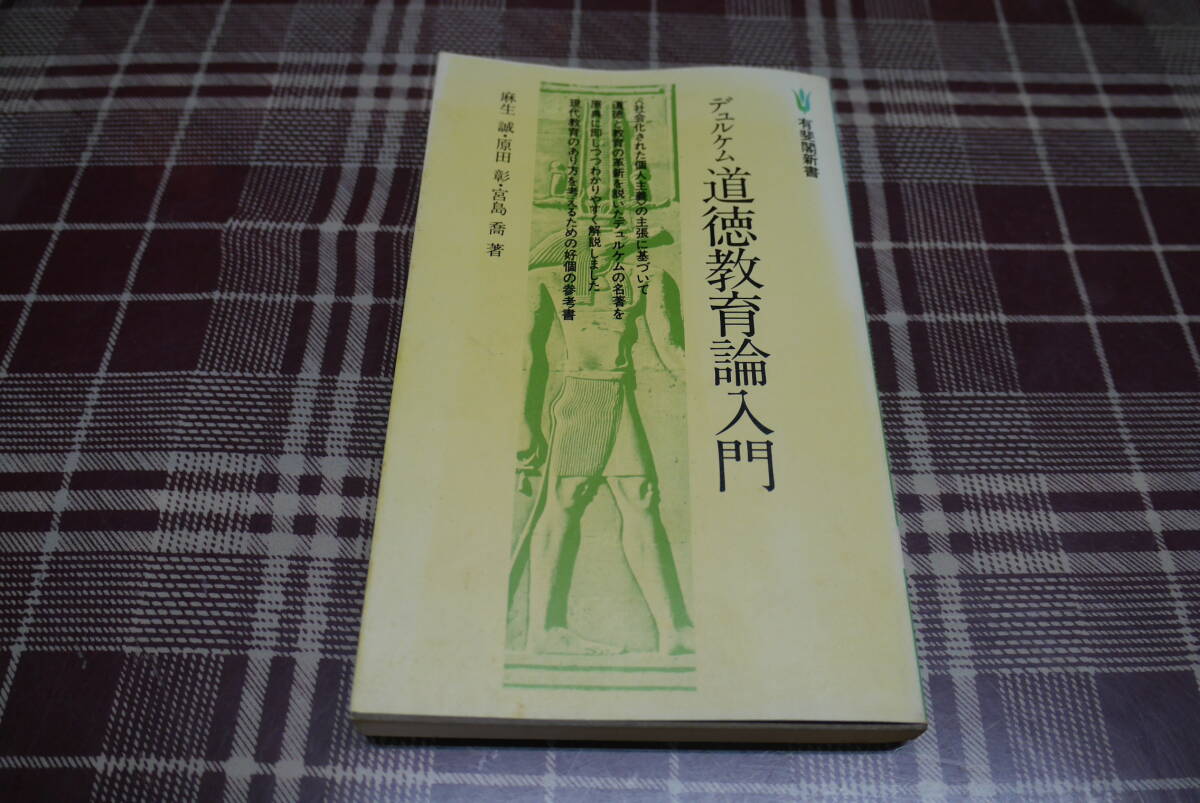 有斐閣新書
デュルケム 道徳教育論入門
〈社会化された個人主義〉の主張に基づいて
道徳と教育の革新を説いたデュルケムの名著を
原典に即しつつわかりやすく解説しました
現代教育のあり方を考えるための好個の参考書
麻生 誠・原田 彰・宮島 喬 著